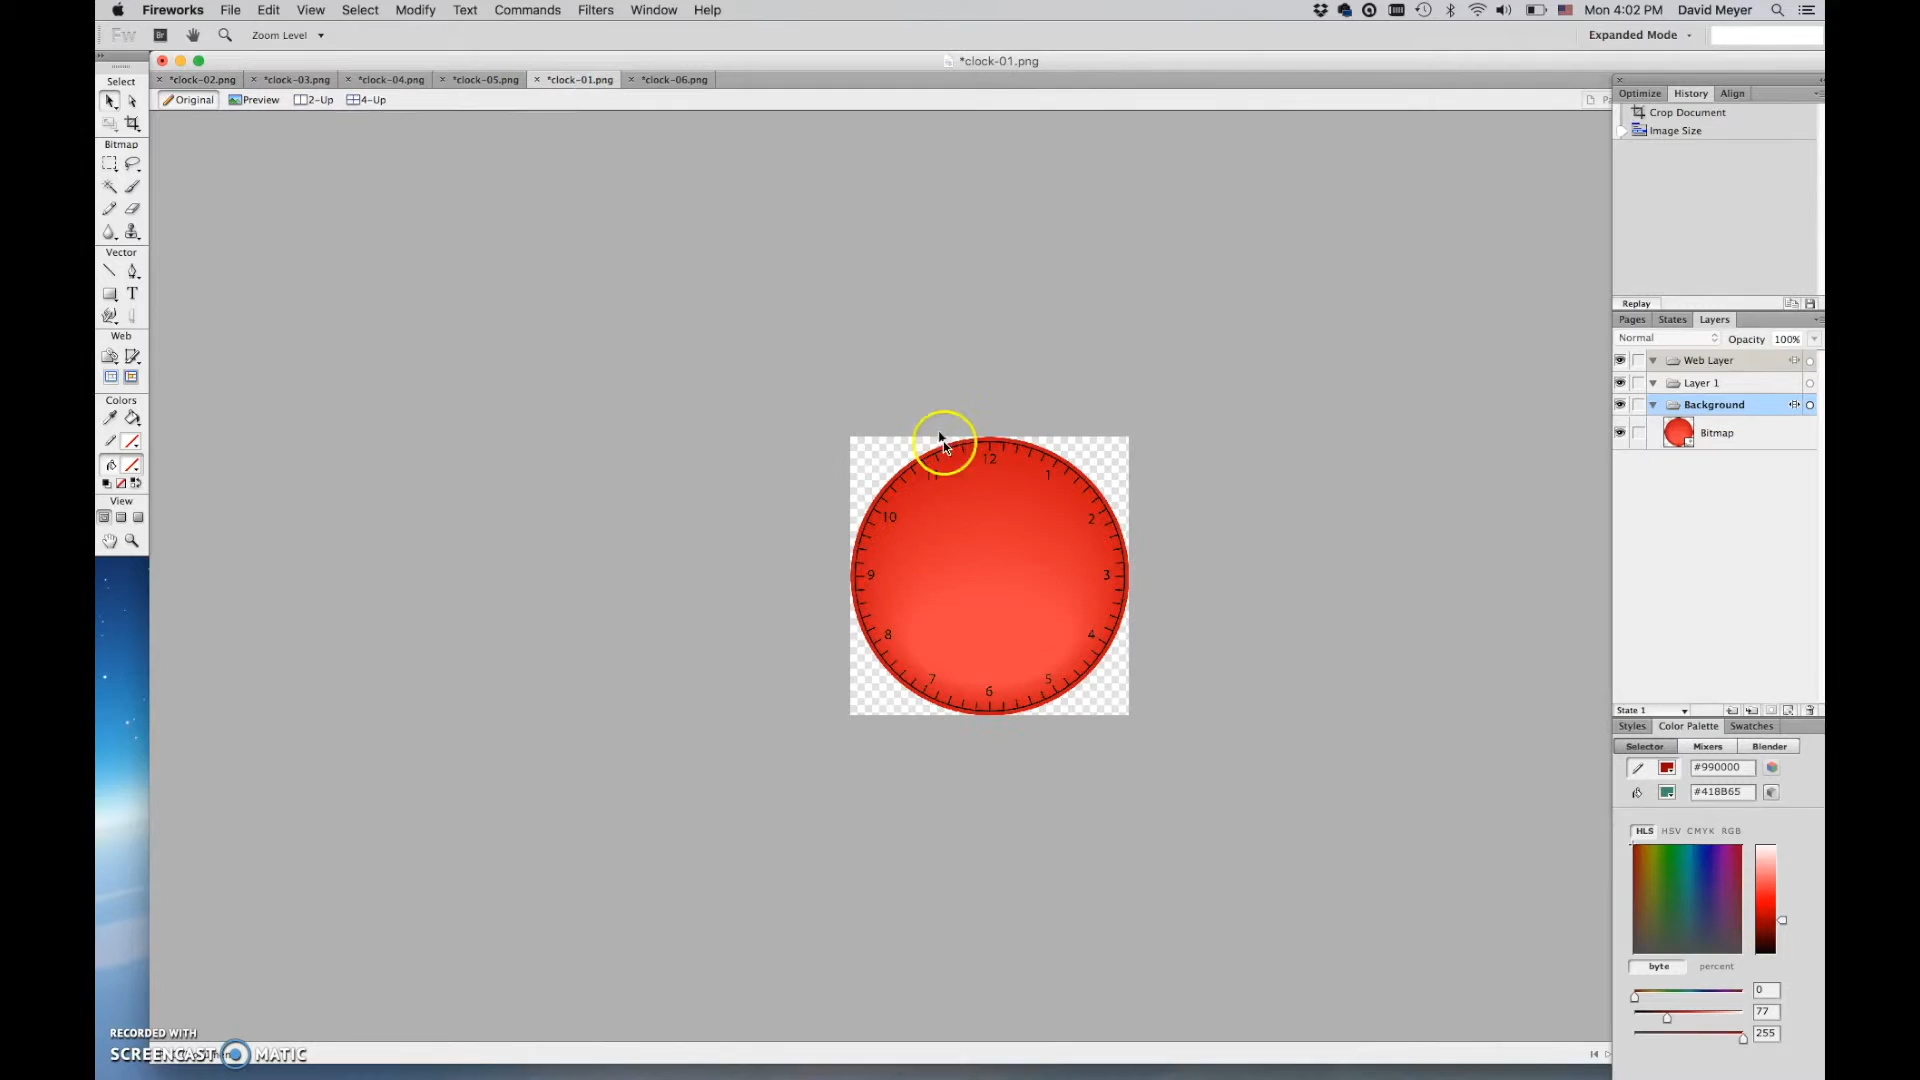 Fireworks File Edit View Select Modify Commands Text Filters Window Help Mon 4:02 PM David Meyer
Fw Br Zoom Level Expanded Mode
*clock-01.png
*clock-02.png *clock-03.png *clock-04.png *clock-05.png *clock-01.png *clock-06.png
Original Preview 2-Up 4-Up
Select
Bitmap
Vector
T
Web
Colors
View
12
1
2
3
4
5
6
7
8
9
10
Optimize History Align
Crop Document
Image Size
Replay
Pages States Layers
Normal Opacity 100%
Web Layer
Layer 1
Background
Bitmap
State 1
Styles Color Palette Swatches
Selector Mixers Blender
#990000
#418B65
HLS HSV CMYK RGB
byte percent
0
77
255
RECORDED WITH
SCREENCAST MATIC